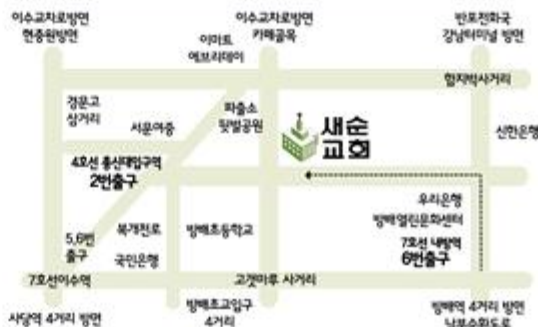 이수교차로방면
현충원방면
이수교차로방면
카페골목
반포전화국
강남터미널 방면
이마트
에브리데이
함지박사거리
경문고
삼거리
서문여중
파출소
뒷벌공원
새순
교회
신한은행
4호선 총신대입구역
2번출구
우리은행
방배열린문화센터
7호선 내방역
6번출구
5,6번
출구
복개천로
국민은행
방배초등학교
7호선이수역
고갯마루 사거리
사당역 4거리 방면
방배초교입구
4거리
방배역 4거리 방면
남부순환도로